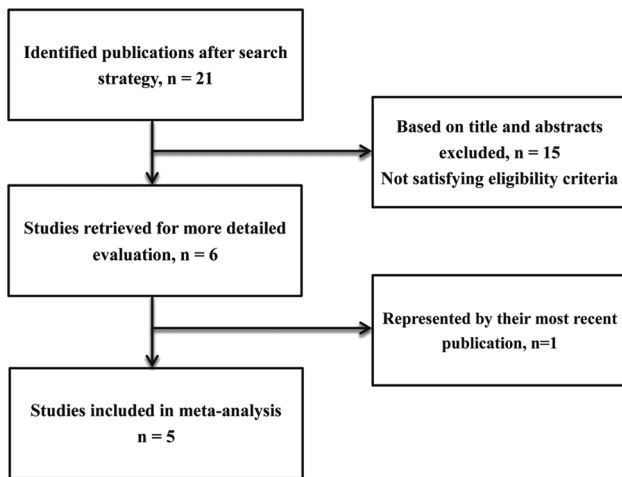 Identified publications after search
strategy, n = 21
Based on title and abstracts
excluded, n = 15
Not satisfying eligibility criteria
Studies retrieved for more detailed
evaluation, n = 6
Represented by their most recent
publication, n=1
Studies included in meta-analysis
n = 5